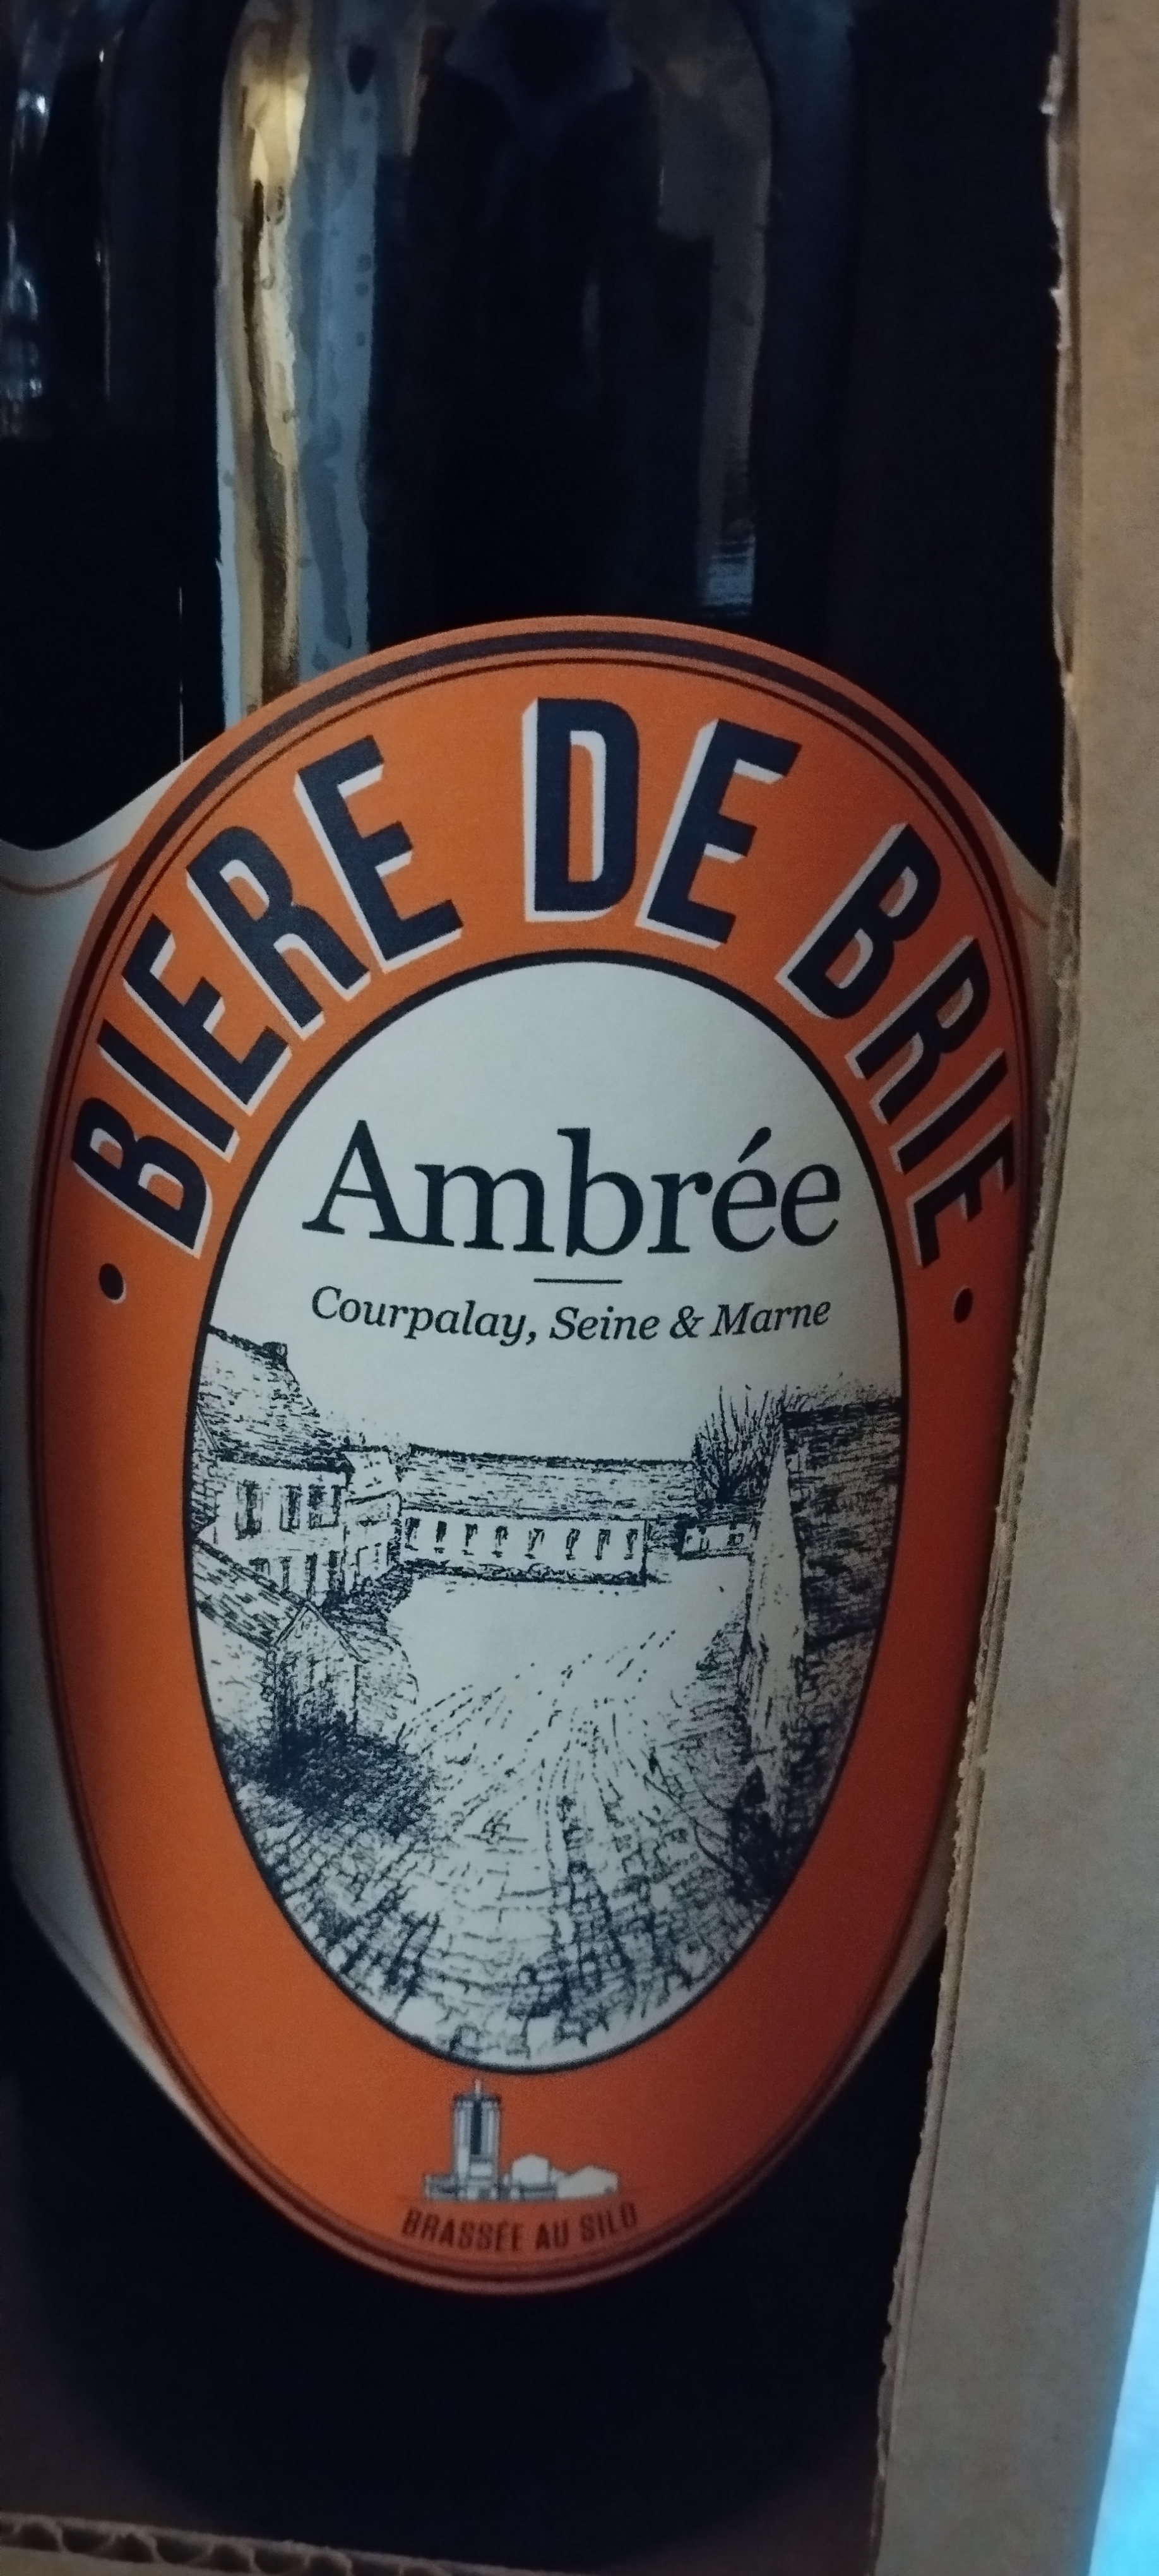 • BIERE DE BRIE •
Ambrée
Courpalay, Seine & Marne
BRASSÉE AU SILO